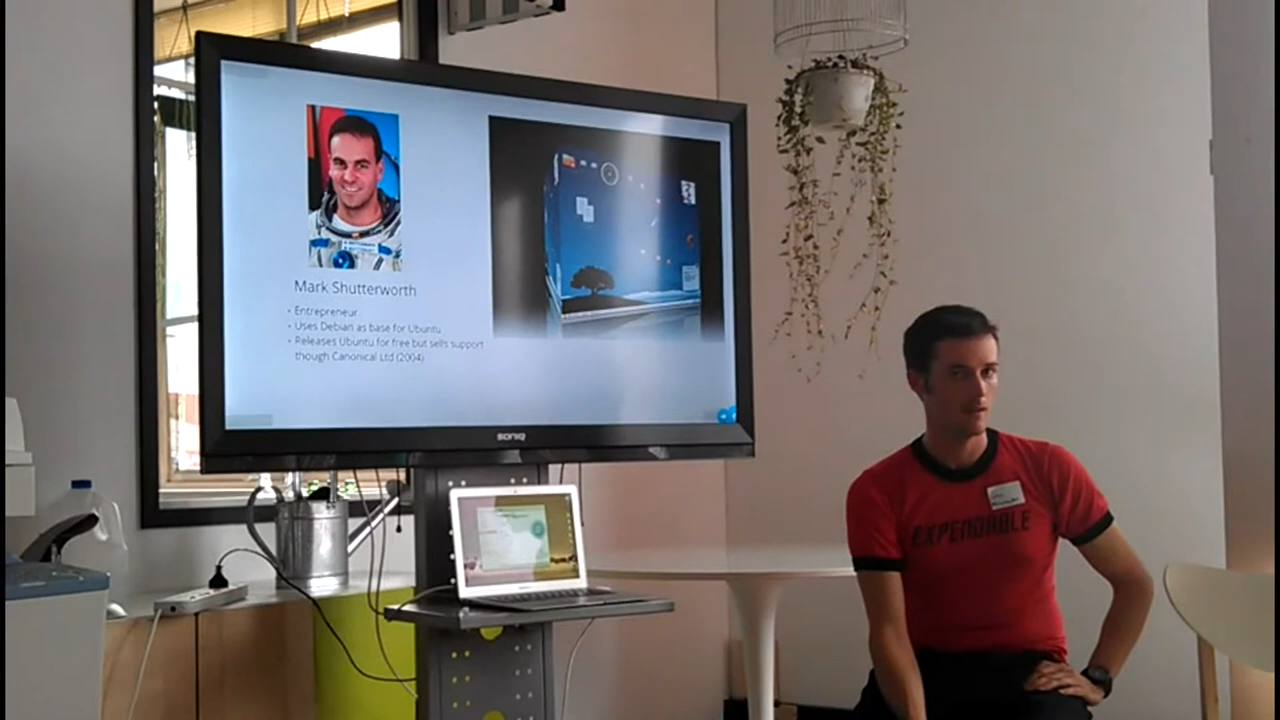 Mark Shutterworth
• Entrepreneur
• Uses Debian as base for Ubuntu
• Releases Ubuntu for free but sells support
though Canonical Ltd (2004)
SONIQ
EXPENDABLE